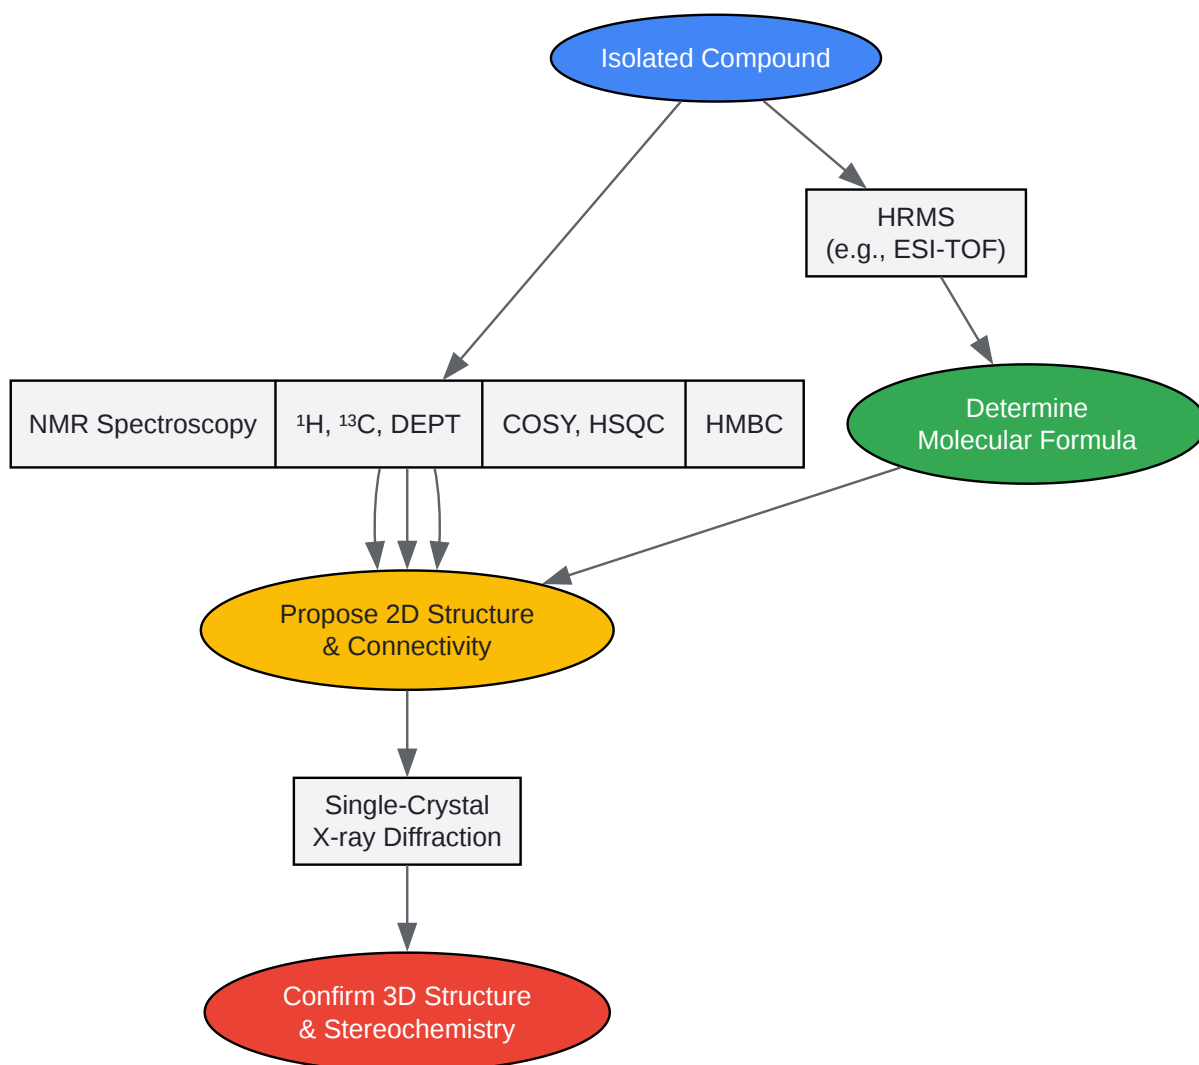 Isolated Compound
HRMS
(e.g., ESI-TOF)
NMR Spectroscopy
¹H, ¹³C, DEPT
COSY, HSQC
HMBC
Determine
Molecular Formula
Propose 2D Structure
& Connectivity
Single-Crystal
X-ray Diffraction
Confirm 3D Structure
& Stereochemistry